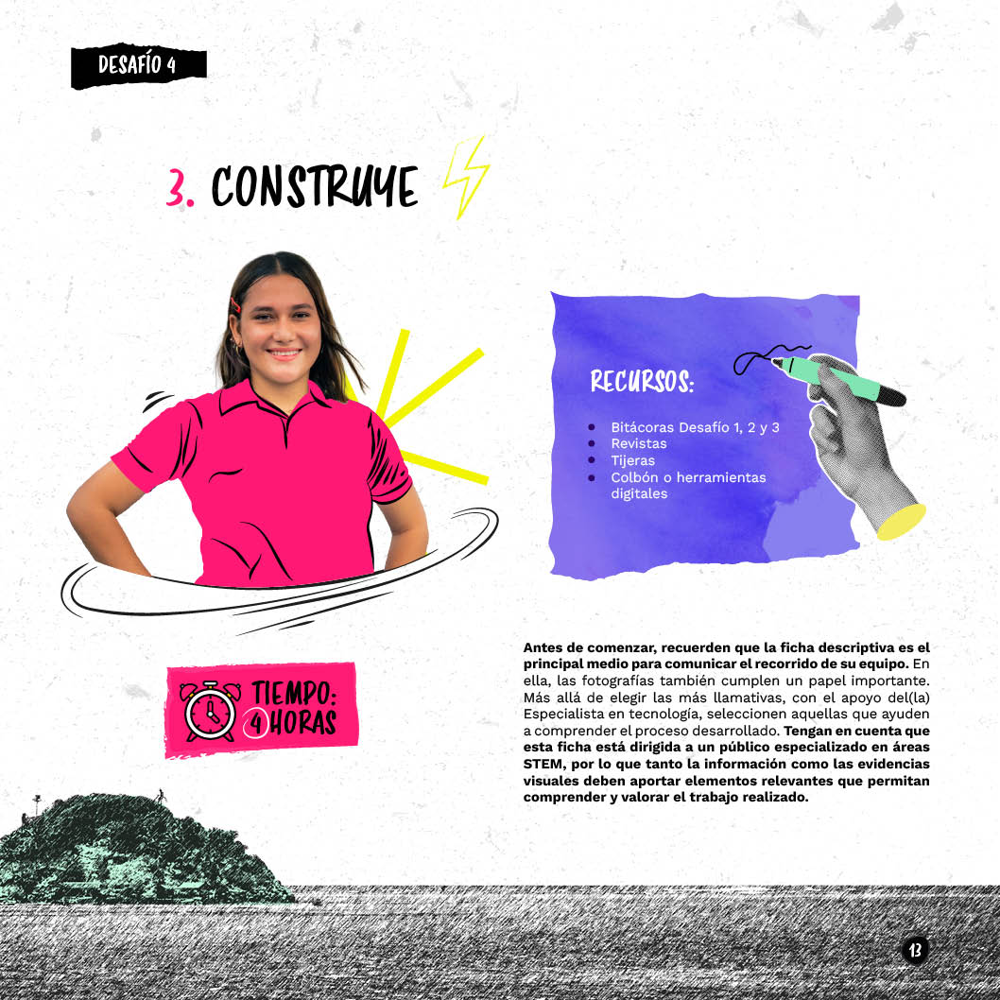 DESAFÍO 4
3. CONSTRUYE
RECURSOS:
• Bitácoras Desafío 1, 2 y 3
• Revistas
• Tijeras
• Colbón o herramientas
digitales
Antes de comenzar, recuerden que la ficha descriptiva es el
principal medio para comunicar el recorrido de su equipo. En
ella, las fotografías también cumplen un papel importante.
Más allá de elegir las más llamativas, con el apoyo del(la)
Especialista en tecnología, seleccionen aquellas que ayuden
a comprender el proceso desarrollado. Tengan en cuenta que
esta ficha está dirigida a un público especializado en áreas
STEM, por lo que tanto la información como las evidencias
visuales deben aportar elementos relevantes que permitan
comprender y valorar el trabajo realizado.
TIEMPO:
4 HORAS
13